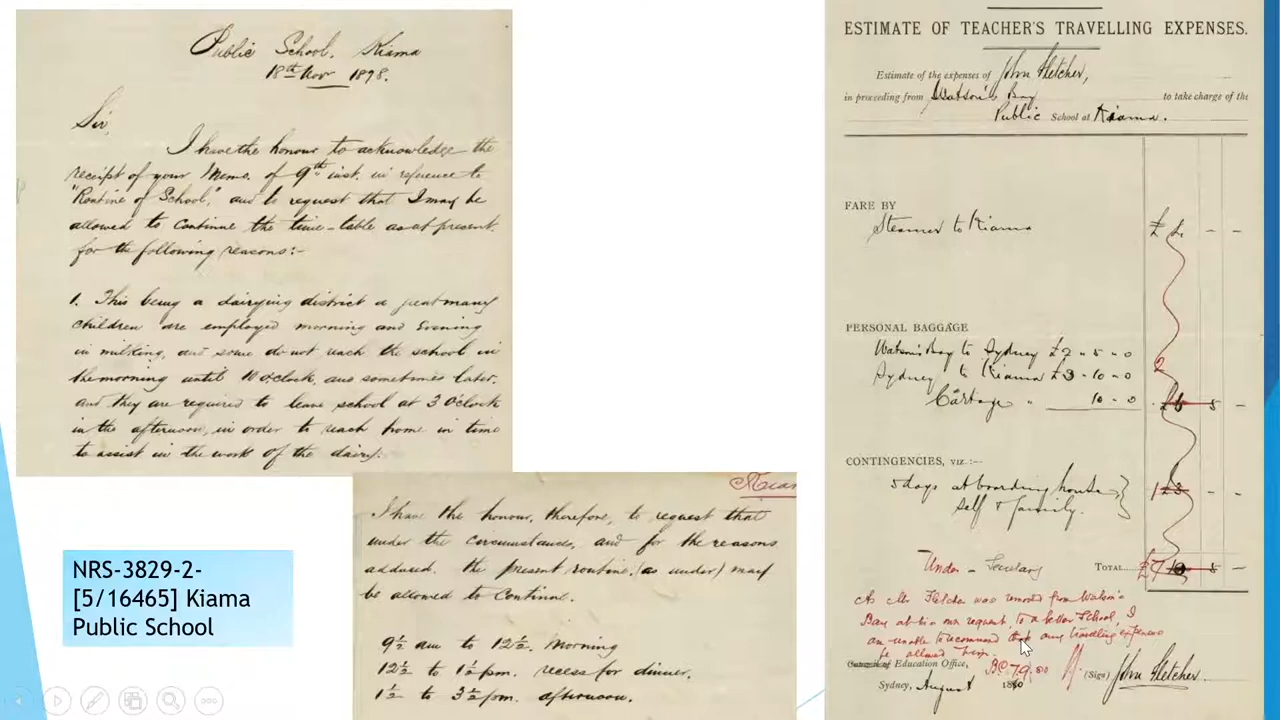 Public School, Kiama
18th Nov 1898.
Sir,
I have the honour to acknowledge the
receipt of your Memo. of 9th inst. in reference to
"Routine of School," and to request that I may be
allowed to continue the time-table as at present
for the following reasons:-
1. This being a dairying district a great many
children are employed morning and evening
in milking, and some do not reach the school in
the morning until 10 o'clock, and sometimes later,
and they are required to leave school at 3 o'clock
in the afternoon, in order to reach home in time
to assist in the work of the dairy.
I have the honour, therefore, to request that
under the circumstances, and for the reasons
adduced, the present routine, (as under) may
be allowed to continue.
9½ am to 12½. Morning
12½ to 1½ pm. recess for dinner.
1½ to 3½ pm. afternoon.
NRS-3829-2-
[5/16465] Kiama
Public School
ESTIMATE OF TEACHER'S TRAVELLING EXPENSES.
Estimate of the expenses of John Fletcher,
in proceeding from Watson's Bay to take charge of the
Public School at Kiama.
FARE BY
Steamer to Kiama
PERSONAL BAGGAGE
Watson's Bay to Sydney £2-5-0
Sydney to Kiama £3-10-0
Cartage " 10-0
CONTINGENCIES, VIZ.:-
5 days at boarding house
self & family.
Under-Secretary
TOTAL
As Mr Fletcher was removed from Watson's
Bay at his own request, to a better School, I
am unable to recommend that any travelling expenses
be allowed him.
Education Office,
Sydney, August 1880
(Sign) John Fletcher.